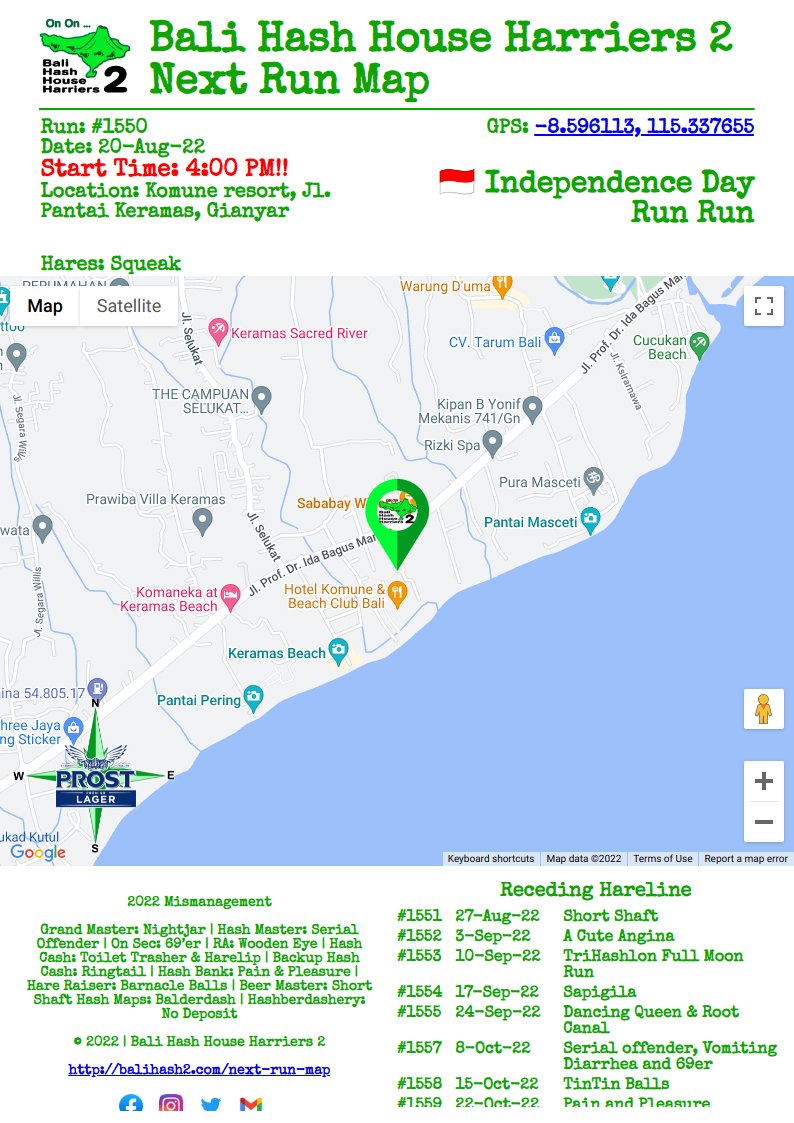 On On ...
Bali
Hash
House
Harriers 2
Bali Hash House Harriers 2
Next Run Map
Run: #1550
Date: 20-Aug-22
Start Time: 4:00 PM!!
Location: Komune resort, Jl.
Pantai Keramas, Gianyar
GPS: -8.596113, 115.337655
Independence Day
Run Run
Hares: Squeak
PERUMAHAN
Map
Satellite
ttoo
Jl. Selukat
Keramas Sacred River
Warung D'uma
Jl. Prof. Dr. Ida Bagus Man
CV. Tarum Bali
Cucukan
Beach
Jl. Ksirarnawa
Jl. Segara Wilis
THE CAMPUAN
SELUKAT...
Kipan B Yonif
Mekanis 741/Gn
Rizki Spa
Pura Masceti
Prawiba Villa Keramas
Sababay W
Bali
Hash
House
Harriers 2
Pantai Masceti
wata
Jl. Selukat
Jl. Prof. Dr. Ida Bagus Man
Jl. Segara Wilis
Komaneka at
Keramas Beach
Hotel Komune &
Beach Club Bali
Keramas Beach
Pantai Pering
ina 54.805.17
N
hree Jaya
ng Sticker
W
E
PROST
LAGER
S
ukad Kutul
Google
Keyboard shortcuts
Map data ©2022
Terms of Use
Report a map error
2022 Mismanagement
Grand Master: Nightjar | Hash Master: Serial
Offender | On Sec: 69'er | RA: Wooden Eye | Hash
Cash: Toilet Trasher & Harelip | Backup Hash
Cash: Ringtail | Hash Bank: Pain & Pleasure |
Hare Raiser: Barnacle Balls | Beer Master: Short
Shaft Hash Maps: Balderdash | Hashberdashery:
No Deposit
© 2022 | Bali Hash House Harriers 2
http://balihash2.com/next-run-map
Receding Hareline
#1551 27-Aug-22 Short Shaft
#1552 3-Sep-22 A Cute Angina
#1553 10-Sep-22 TriHashlon Full Moon
Run
#1554 17-Sep-22 Sapigila
#1555 24-Sep-22 Dancing Queen & Root
Canal
#1557 8-Oct-22 Serial offender, Vomiting
Diarrhea and 69er
#1558 15-Oct-22 TinTin Balls
#1559 22-Oct-22 Pain and Pleasure